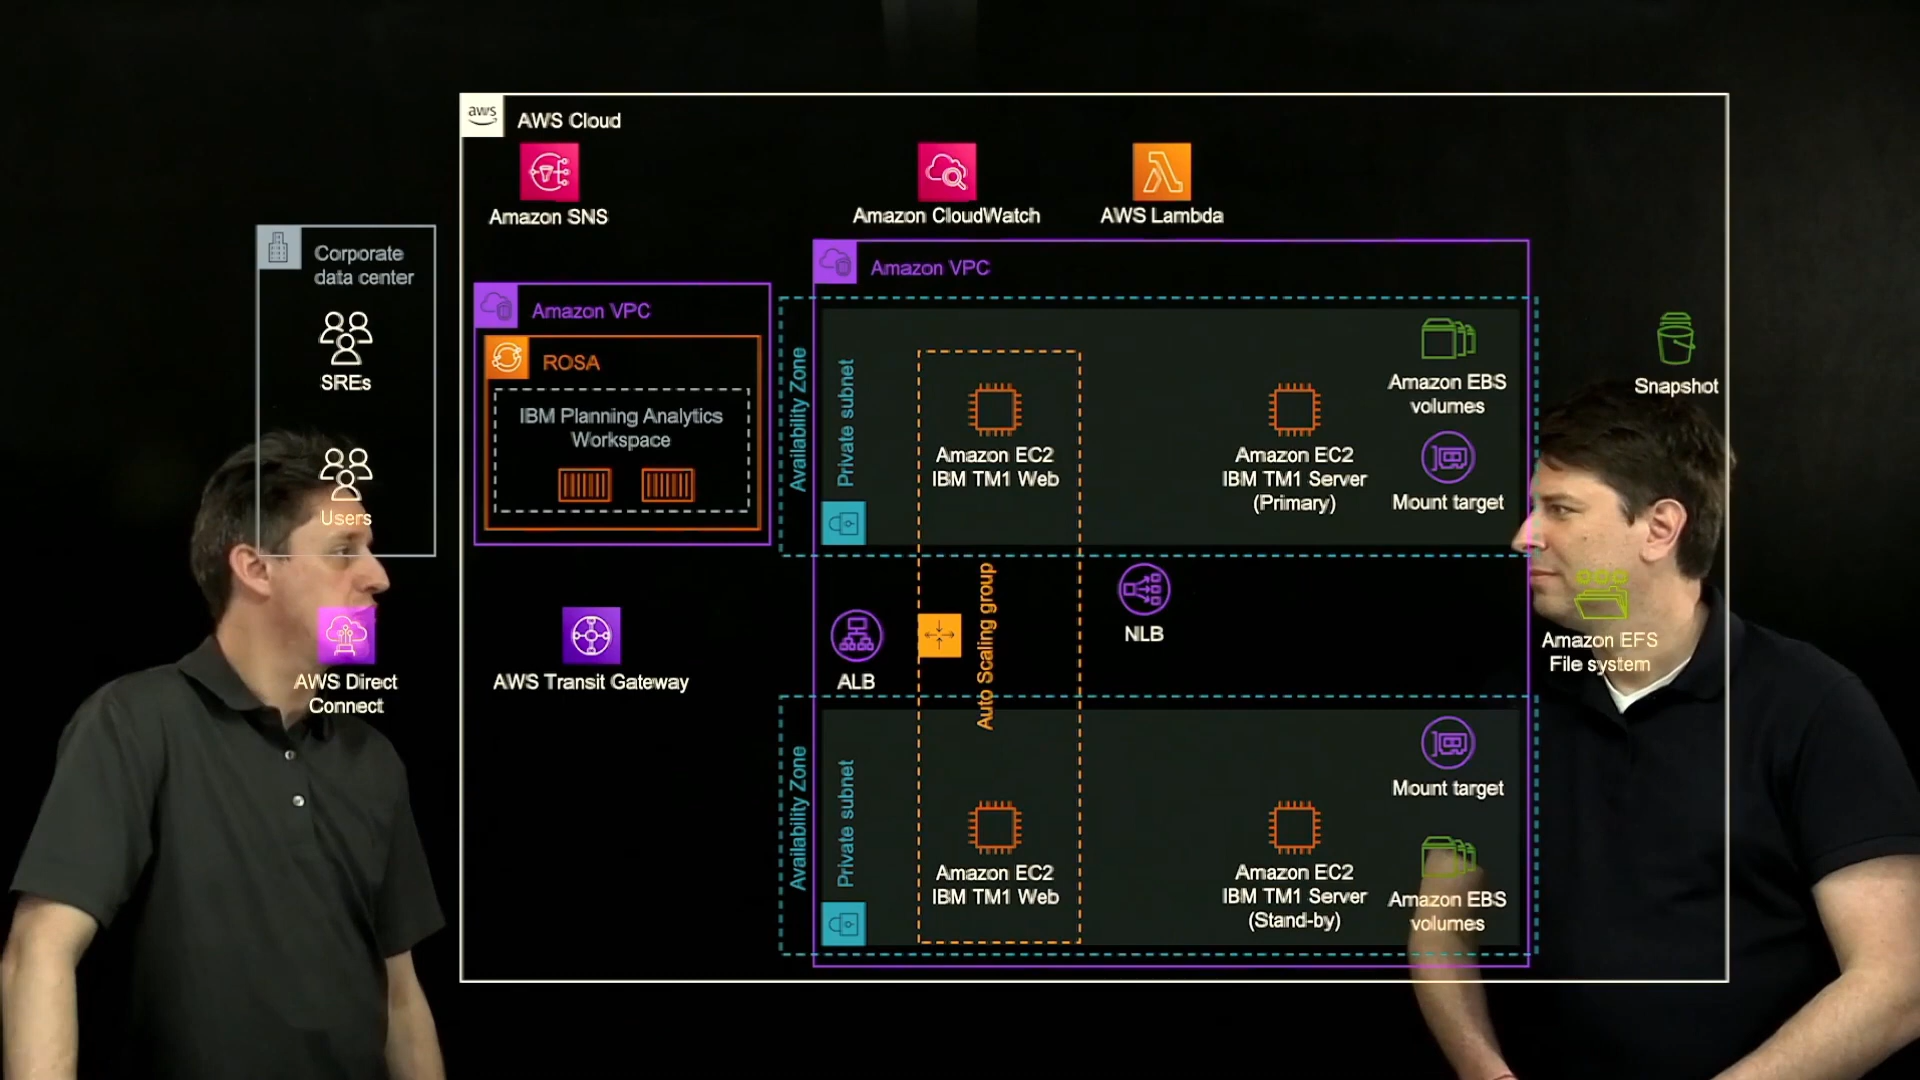 aws
AWS Cloud
Amazon SNS
Amazon CloudWatch
AWS Lambda
Corporate
data center
SREs
Users
AWS Direct
Connect
Amazon VPC
ROSA
IBM Planning Analytics
Workspace
AWS Transit Gateway
Amazon VPC
Availability Zone
Private subnet
Amazon EC2
IBM TM1 Web
Amazon EC2
IBM TM1 Server
(Primary)
Amazon EBS
volumes
Mount target
Snapshot
ALB
Auto Scaling group
NLB
Amazon EFS
File system
Availability Zone
Private subnet
Amazon EC2
IBM TM1 Web
Amazon EC2
IBM TM1 Server
(Stand-by)
Mount target
Amazon EBS
volumes